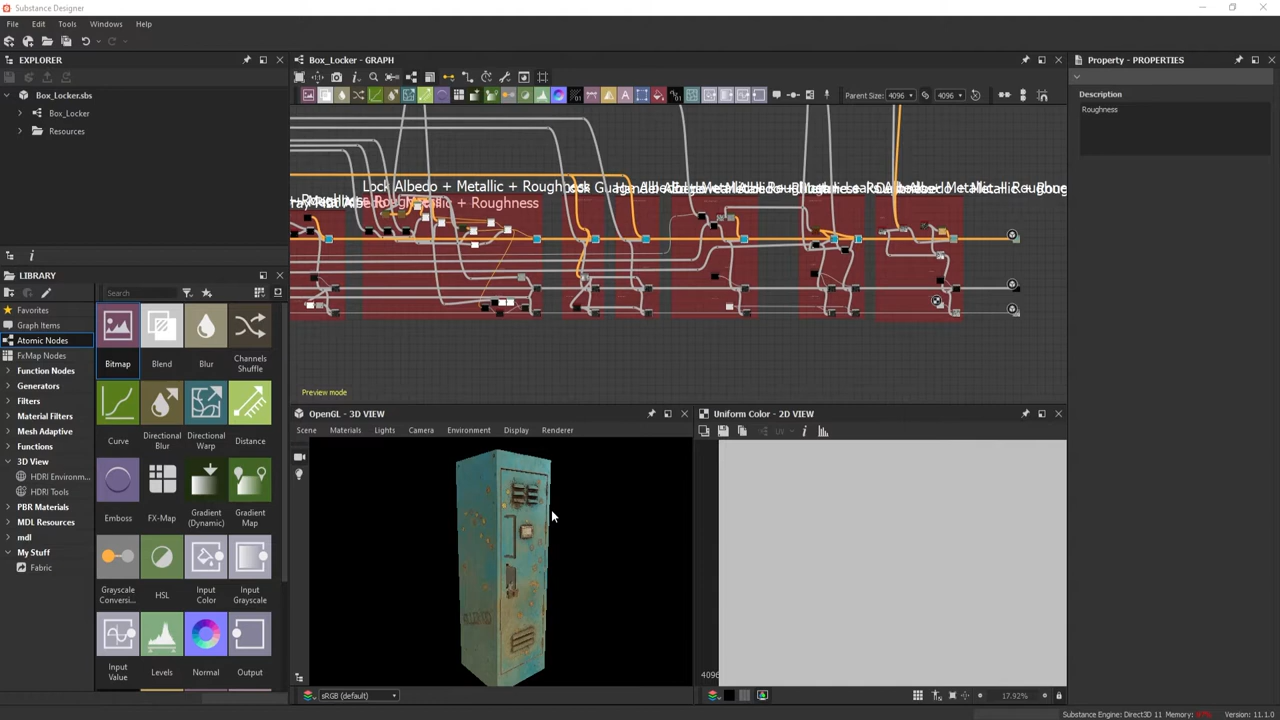 Substance Designer
File Edit Tools Windows Help
EXPLORER
Box_Locker.sbs
Box_Locker
Resources
LIBRARY
Search
Favorites
Graph Items
Atomic Nodes
FxMap Nodes
Function Nodes
Generators
Filters
Material Filters
Mesh Adaptive
Functions
3D View
HDRI Environm...
HDRI Tools
PBR Materials
MDL Resources
mdl
My Stuff
Fabric
Bitmap Blend Blur Channels Shuffle
Curve Directional Blur Directional Warp Distance
Emboss FX-Map Gradient (Dynamic) Gradient Map
Grayscale Conversi... HSL Input Color Input Grayscale
Input Value Levels Normal Output
Box_Locker - GRAPH
Parent Size: 4096 4096
Lock Albedo + Metallic + Roughness
Preview mode
OpenGL - 3D VIEW
Scene Materials Lights Camera Environment Display Renderer
sRGB (default)
Uniform Color - 2D VIEW
4096
17.92%
Property - PROPERTIES
Description
Roughness
Substance Engine: Direct3D 11 Memory: Version: 11.1.0